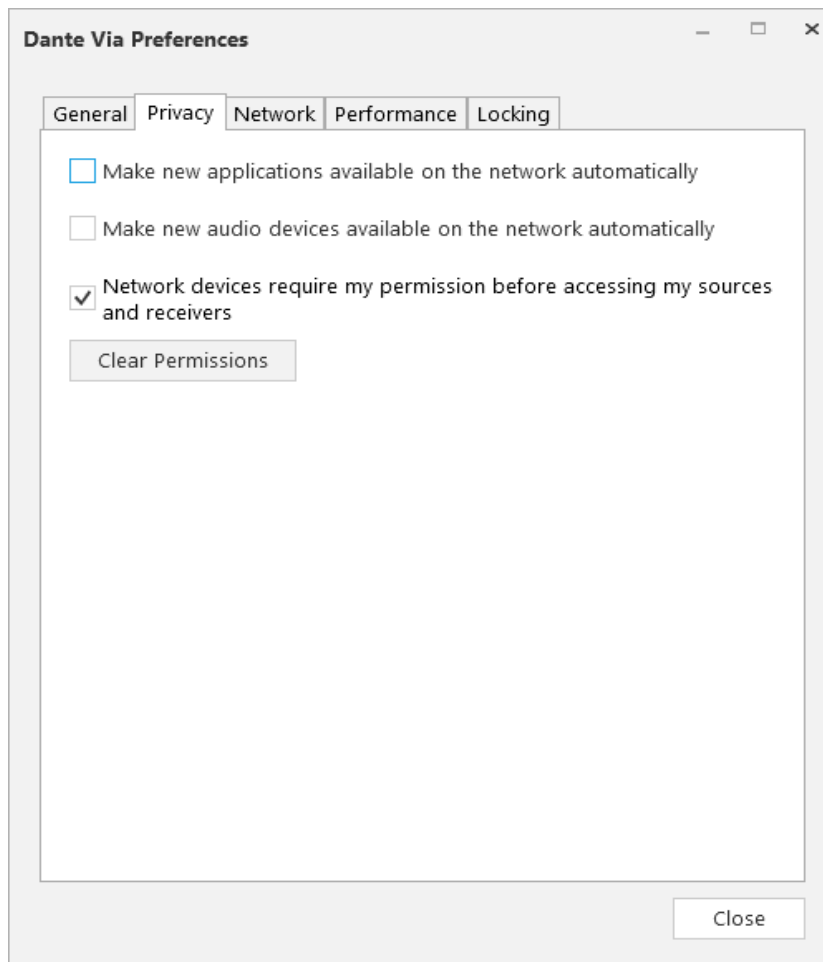 Dante Via Preferences
General Privacy Network Performance Locking
Make new applications available on the network automatically
Make new audio devices available on the network automatically
Network devices require my permission before accessing my sources
and receivers
Clear Permissions
Close